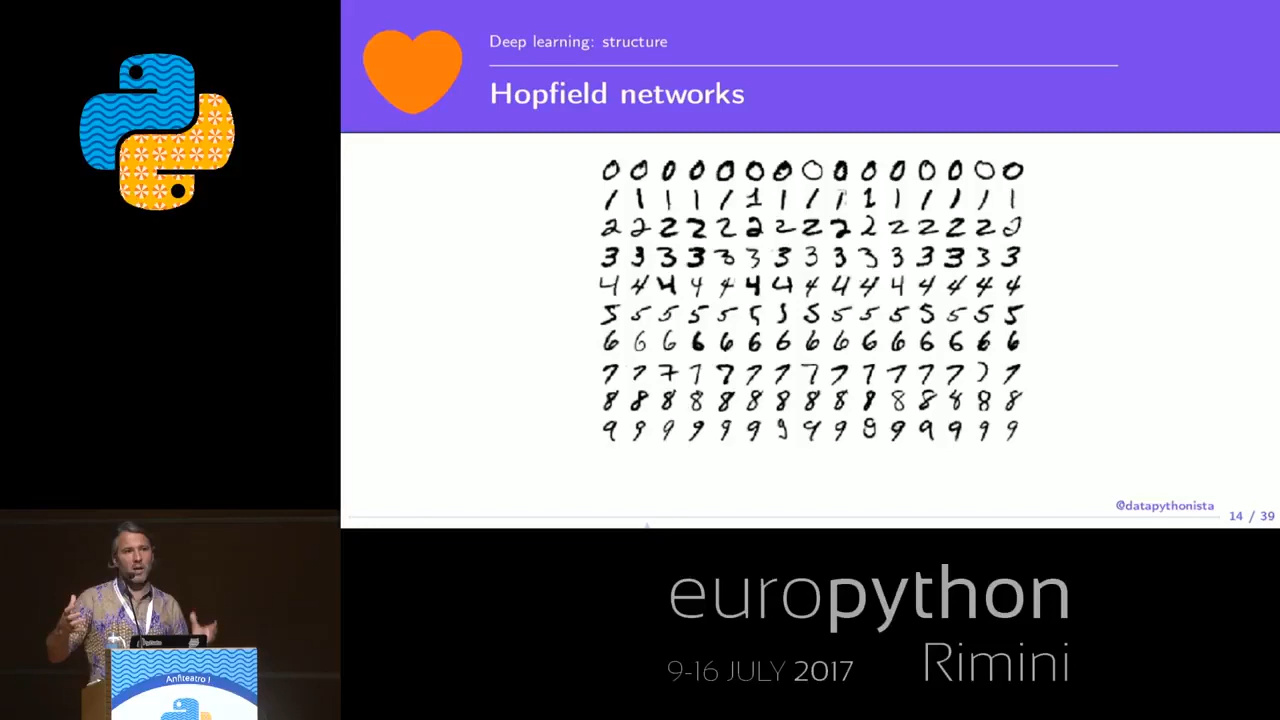 Deep learning: structure
Hopfield networks
0 0 0 0 0 0 0 0 0 0 0 0 0 0 0
1 1 1 1 1 1 1 1 1 1 1 1 1 1 1
2 2 2 2 2 2 2 2 2 2 2 2 2 2 2
3 3 3 3 3 3 3 3 3 3 3 3 3 3 3
4 4 4 4 4 4 4 4 4 4 4 4 4 4 4
5 5 5 5 5 5 5 5 5 5 5 5 5 5 5
6 6 6 6 6 6 6 6 6 6 6 6 6 6 6
7 7 7 7 7 7 7 7 7 7 7 7 7 7 7
8 8 8 8 8 8 8 8 8 8 8 8 8 8 8
9 9 9 9 9 9 9 9 9 9 9 9 9 9 9
@datapythonista
14 / 39
europython
9-16 JULY 2017
Rimini
Anfiteatro 1